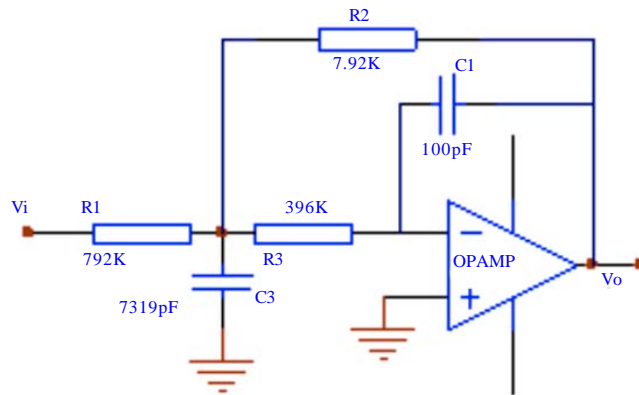 R2
7.92K
C1
100pF
Vi
R1
396K
792K
R3
OPAMP
7319pF
C3
Vo